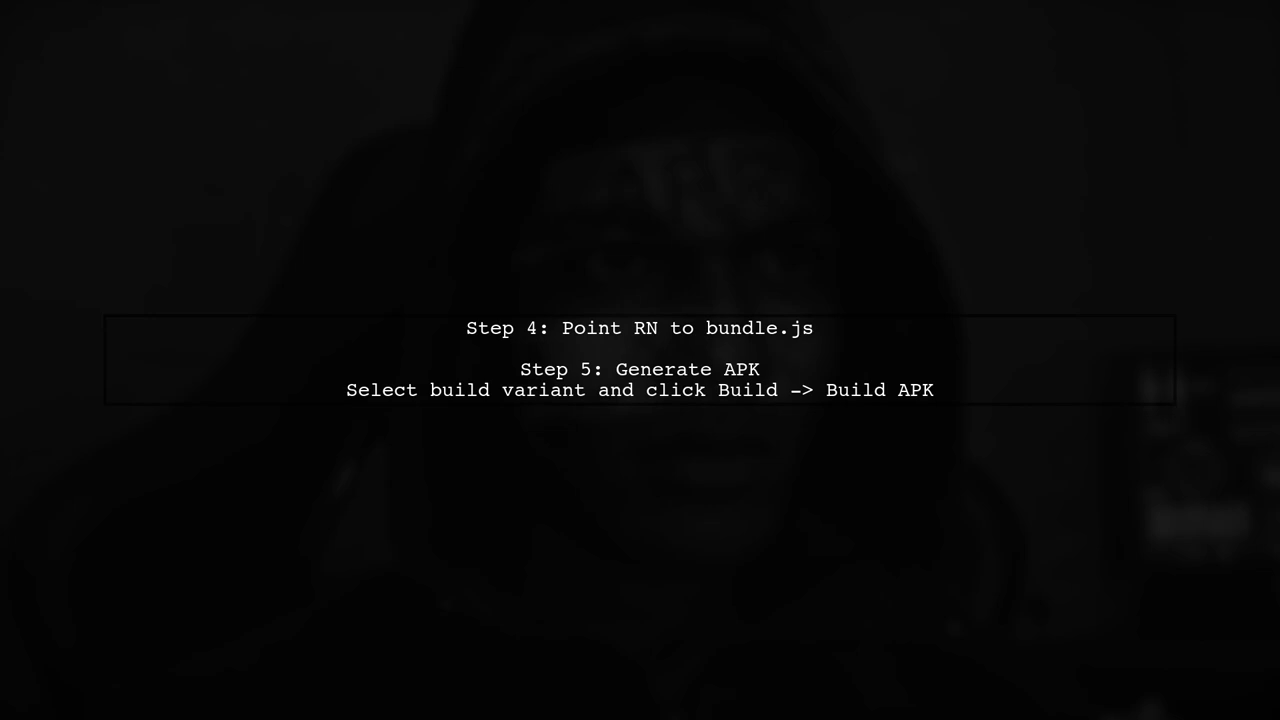 Step 4: Point RN to bundle.js
Step 5: Generate APK
Select build variant and click Build -> Build APK